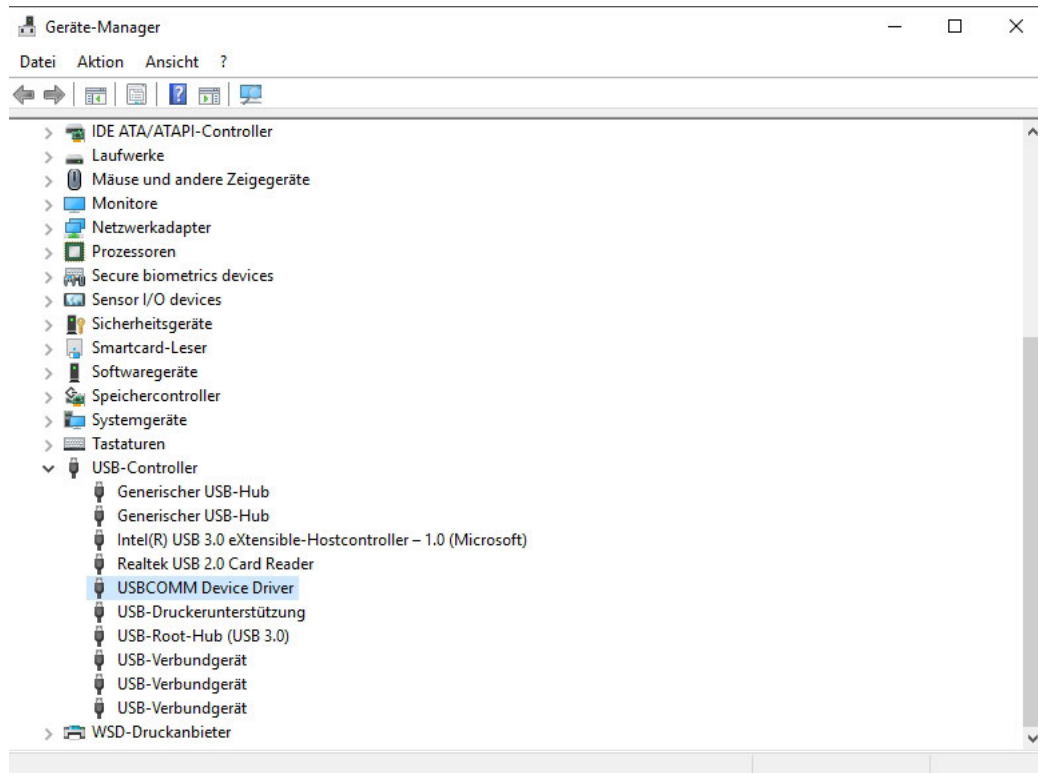 Geräte-Manager
Datei Aktion Ansicht ?
IDE ATA/ATAPI-Controller
Laufwerke
Mäuse und andere Zeigegeräte
Monitore
Netzwerkadapter
Prozessoren
Secure biometrics devices
Sensor I/O devices
Sicherheitsgeräte
Smartcard-Leser
Softwaregeräte
Speichercontroller
Systemgeräte
Tastaturen
USB-Controller
Generischer USB-Hub
Generischer USB-Hub
Intel(R) USB 3.0 eXtensible-Hostcontroller – 1.0 (Microsoft)
Realtek USB 2.0 Card Reader
USBCOMM Device Driver
USB-Druckerunterstützung
USB-Root-Hub (USB 3.0)
USB-Verbundgerät
USB-Verbundgerät
USB-Verbundgerät
WSD-Druckanbieter